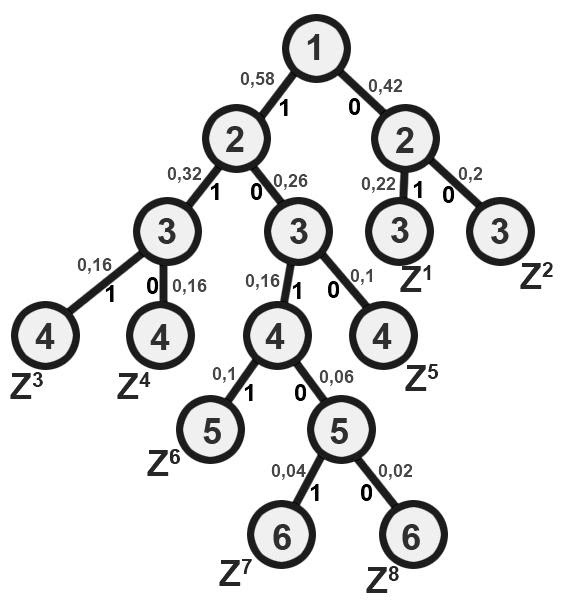 1
0,58 0,42
1 0
2 2
0,32 0,26 0,22 0,2
1 0 1 0
3 3 3 3
Z¹ Z²
0,16 0,16 0,16 0,1
1 0 1 0
4 4 4 4
Z³ Z⁴ Z⁵
0,1 0,06
1 0
5 5
Z⁶
0,04 0,02
1 0
6 6
Z⁷ Z⁸